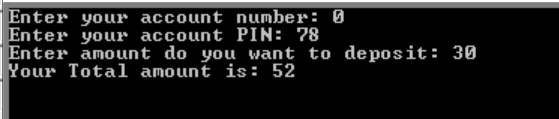 Enter your account number: 0
Enter your account PIN: 78
Enter amount do you want to deposit: 30
Your Total amount is: 52